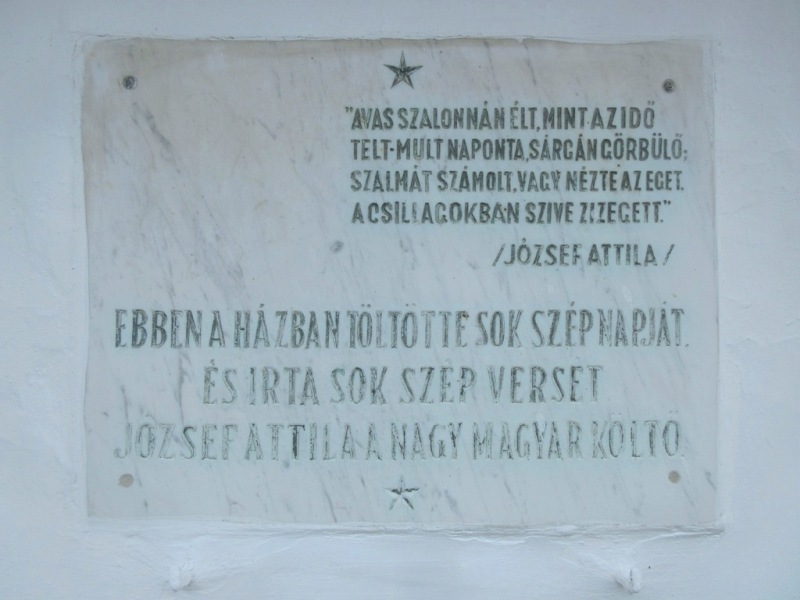 "AVAS SZALONNÁN ÉLT, MINT AZ IDŐ
TELT-MULT NAPONTA, SÁRGÁN GÖRBÜLŐ;
SZALMÁT SZÁMOLT, VAGY NÉZTE AZ EGET.
A CSILLAGOKBAN SZIVE ZIZEGETT."
/JÓZSEF ATTILA/
EBBEN A HÁZBAN TÖLTÖTTE SOK SZÉP NAPJÁT.
ÉS IRTA SOK SZÉP VERSET
JÓZSEF ATTILA A NAGY MAGYAR KÖLTŐ.